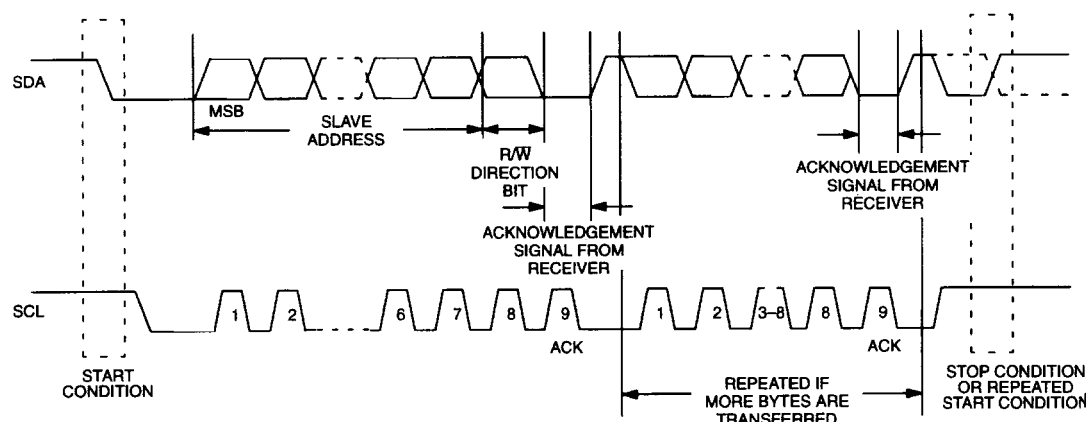 SDA
MSB
SLAVE
ADDRESS
R/W
DIRECTION
BIT
ACKNOWLEDGEMENT
SIGNAL FROM
RECEIVER
ACKNOWLEDGEMENT
SIGNAL FROM
RECEIVER
SCL
1 2 6 7 8 9 1 2 3–8 8 9
ACK
ACK
START
CONDITION
REPEATED IF
MORE BYTES ARE
TRANSFERRED
STOP CONDITION
OR REPEATED
START CONDITION